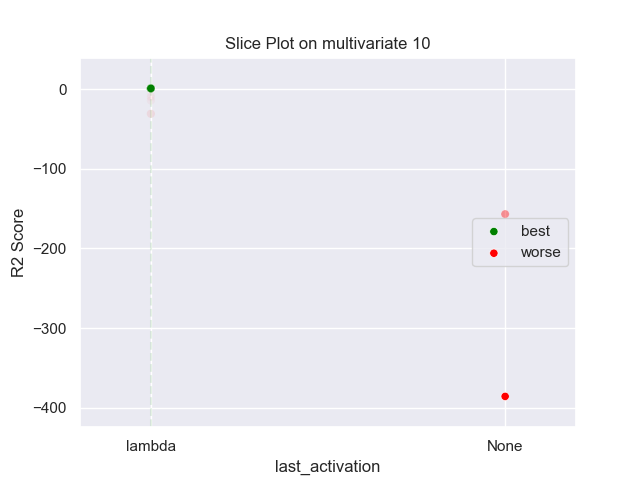 Slice Plot on multivariate 10
R2 Score
0
−100
−200
−300
−400
best
worse
lambda
None
last_activation